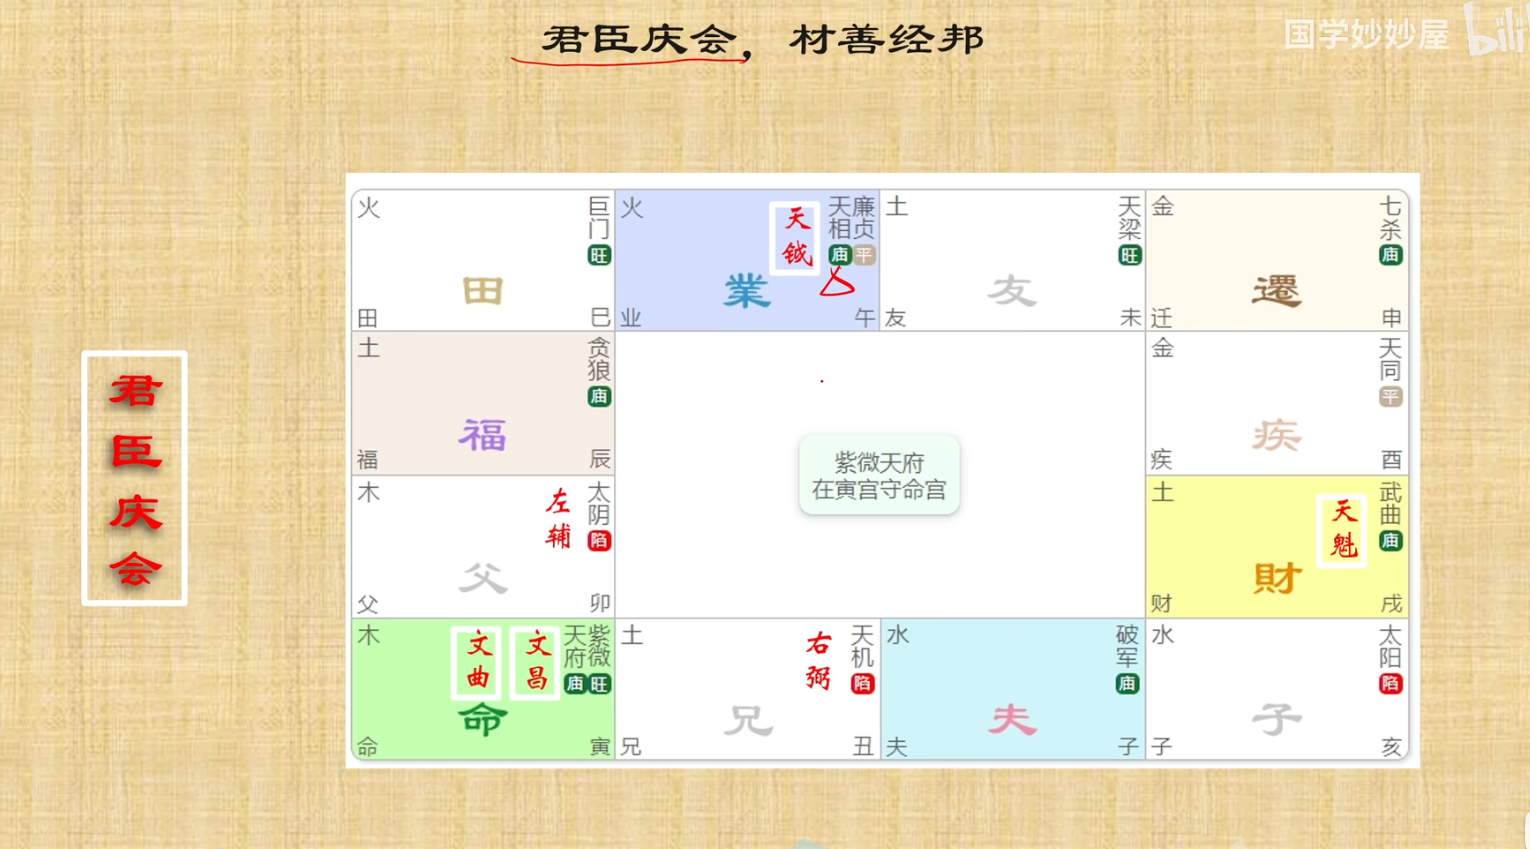 君臣庆会，材善经邦
国学妙妙屋 bili
君臣庆会
火 巨门 旺 田 田 巳
火 天钺 天相 庙 廉贞 平 業 业 午
土 天梁 旺 友 友 未
金 七杀 庙 遷 迁 申
土 贪狼 庙 福 福 辰
金 天同 平 疾 疾 酉
木 左辅 太阴 陷 父 父 卯
紫微天府
在寅宫守命宫
土 天魁 武曲 庙 財 财 戌
木 文曲 文昌 天府 庙 紫微 旺 命 命 寅
土 右弼 天机 陷 兄 兄 丑
水 破军 庙 夫 夫 子
水 太阳 陷 子 子 亥